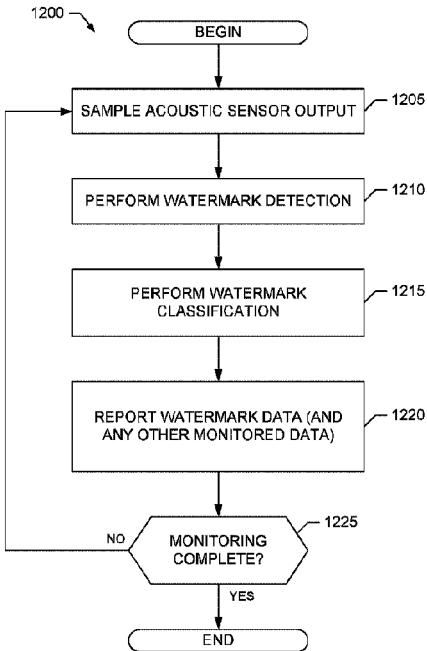 1200
BEGIN
SAMPLE ACOUSTIC SENSOR OUTPUT
1205
PERFORM WATERMARK DETECTION
1210
PERFORM WATERMARK
CLASSIFICATION
1215
REPORT WATERMARK DATA (AND
ANY OTHER MONITORED DATA)
1220
MONITORING
COMPLETE?
1225
NO
YES
END